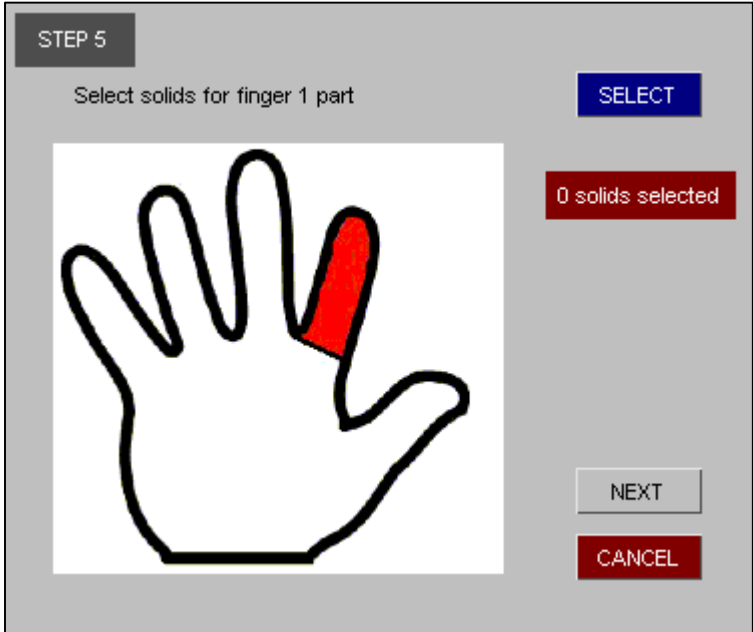 STEP 5
Select solids for finger 1 part
SELECT
0 solids selected
NEXT
CANCEL